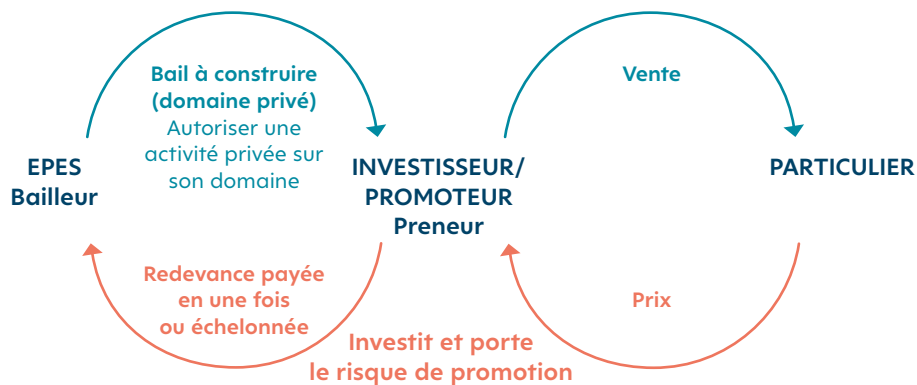 Bail à construire
(domaine privé)
Autoriser une
activité privée sur
son domaine
Vente
EPES
Bailleur
INVESTISSEUR/
PROMOTEUR
Preneur
PARTICULIER
Redevance payée
en une fois
ou échelonnée
Prix
Investit et porte
le risque de promotion